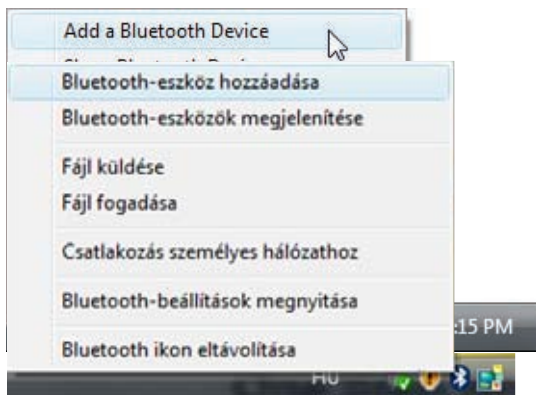 Add a Bluetooth Device
Bluetooth-eszköz hozzáadása
Bluetooth-eszközök megjelenítése
Fájl küldése
Fájl fogadása
Csatlakozás személyes hálózathoz
Bluetooth-beállítások megnyitása
:15 PM
Bluetooth ikon eltávolítása
HU